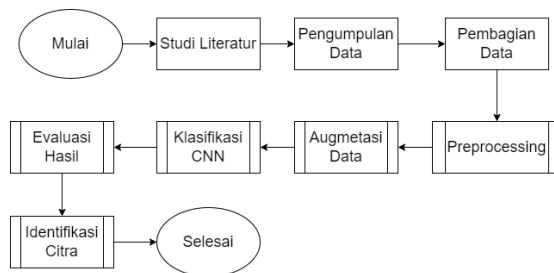 Mulai
Studi Literatur
Pengumpulan
Data
Pembagian
Data
Preprocessing
Augmetasi
Data
Klasifikasi
CNN
Evaluasi
Hasil
Identifikasi
Citra
Selesai